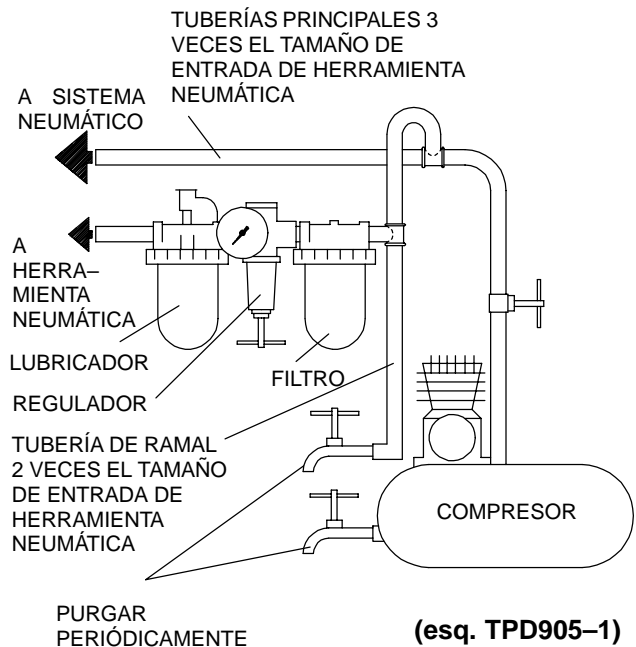 TUBERÍAS PRINCIPALES 3
VECES EL TAMAÑO DE
ENTRADA DE HERRAMIENTA
NEUMÁTICA
A SISTEMA
NEUMÁTICO
A
HERRA–
MIENTA
NEUMÁTICA
LUBRICADOR
REGULADOR
FILTRO
TUBERÍA DE RAMAL
2 VECES EL TAMAÑO
DE ENTRADA DE
HERRAMIENTA
NEUMÁTICA
COMPRESOR
PURGAR
PERIÓDICAMENTE
(esq. TPD905–1)